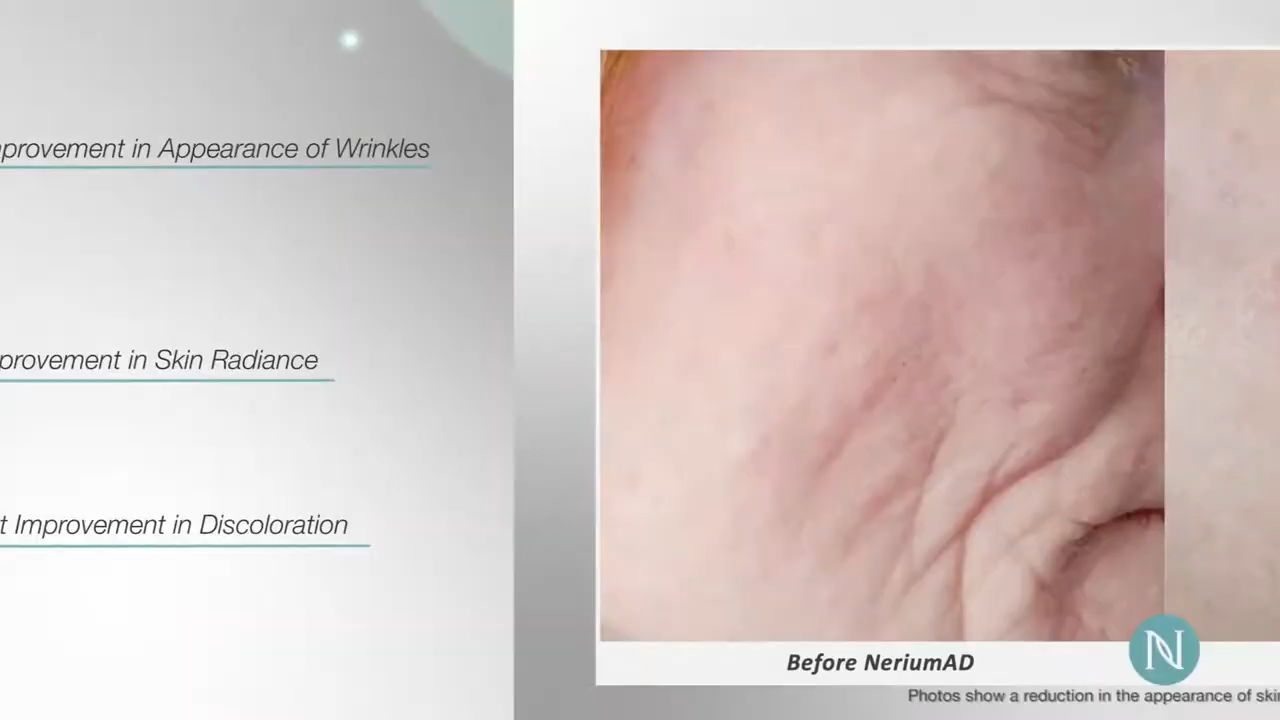 provement in Appearance of Wrinkles
provement in Skin Radiance
t Improvement in Discoloration
Before NeriumAD
N
Photos show a reduction in the appearance of